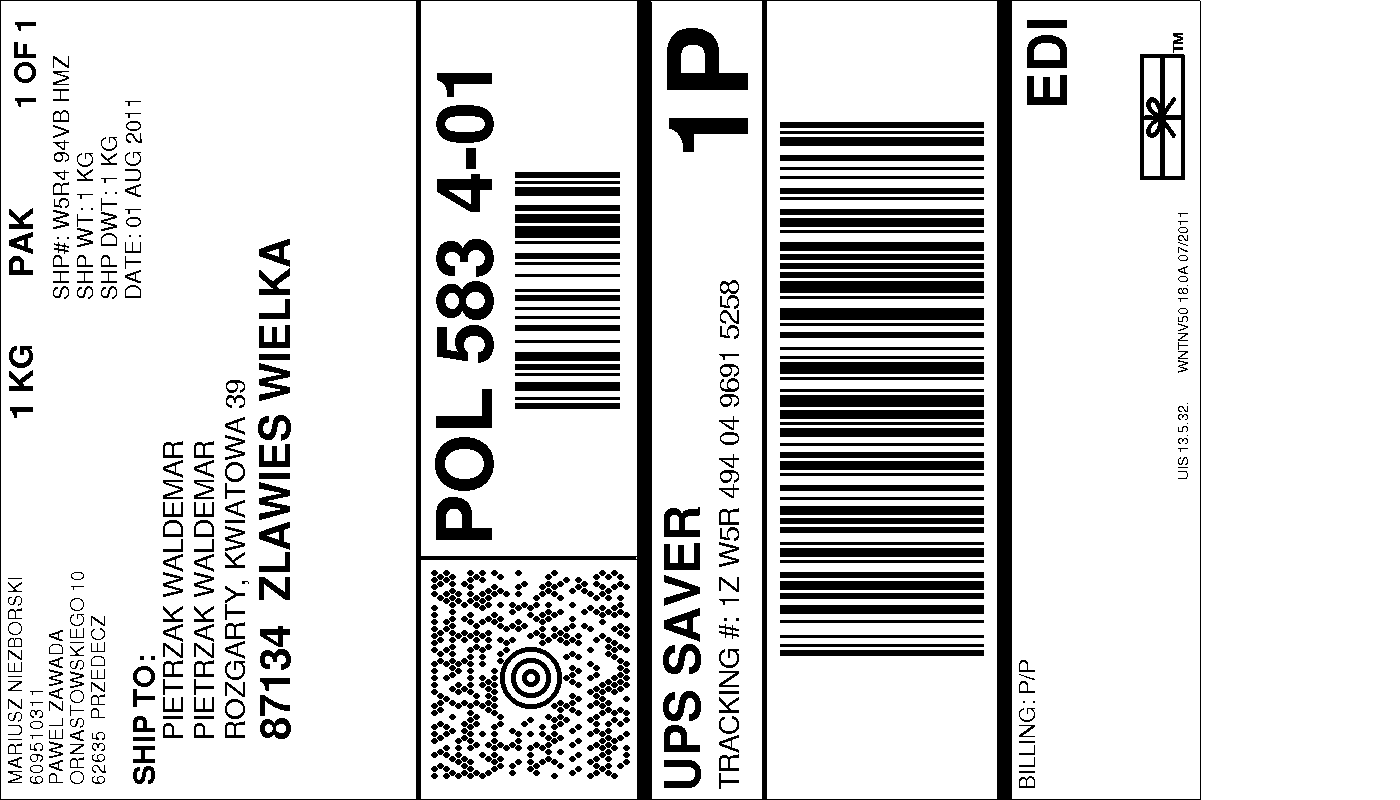 MARIUSZ NIEZBORSKI
609510311
PAWEL ZAWADA
ORNASTOWSKIEGO 10
62635 PRZEDECZ
1 KG PAK 1 OF 1
SHP#: W5R4 94VB HMZ
SHP WT: 1 KG
SHP DWT: 1 KG
DATE: 01 AUG 2011
SHIP TO:
PIETRZAK WALDEMAR
PIETRZAK WALDEMAR
ROZGARTY, KWIATOWA 39
87134 ZLAWIES WIELKA
POL 583 4-01
UPS SAVER
TRACKING #: 1Z W5R 494 04 9691 5258
1P
BILLING: P/P
EDI
TM
UIS 13.5.32. WNTNV50 18.0A 07/2011